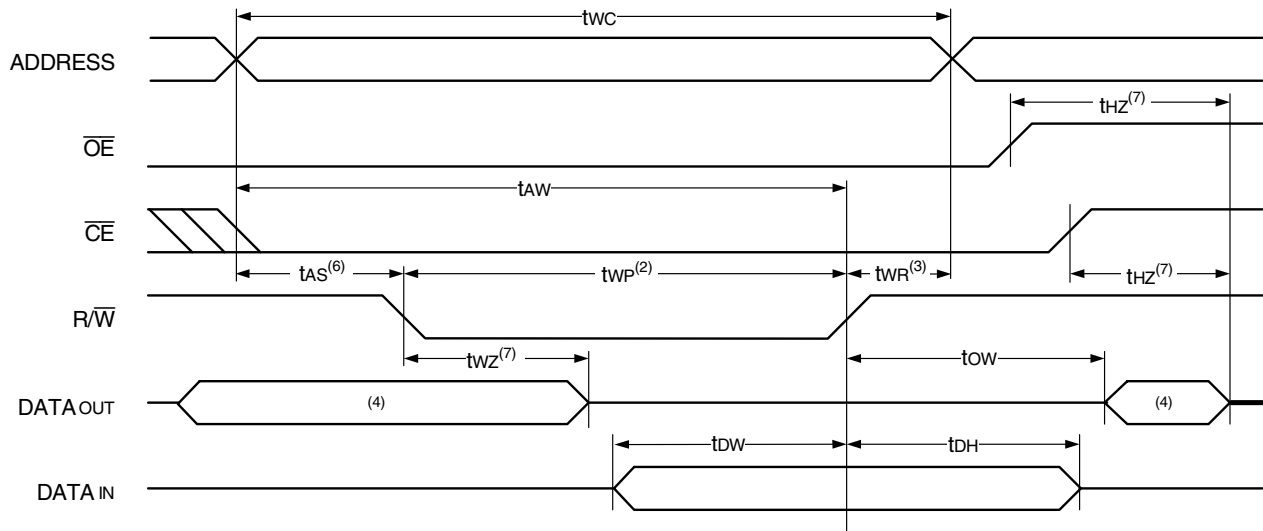 tWC
ADDRESS
tHZ(7)
OE
tAW
CE
tAS(6) tWP(2) tWR(3) tHZ(7)
R/W
tWZ(7) tOW
DATA OUT (4) (4)
tDW tDH
DATA IN